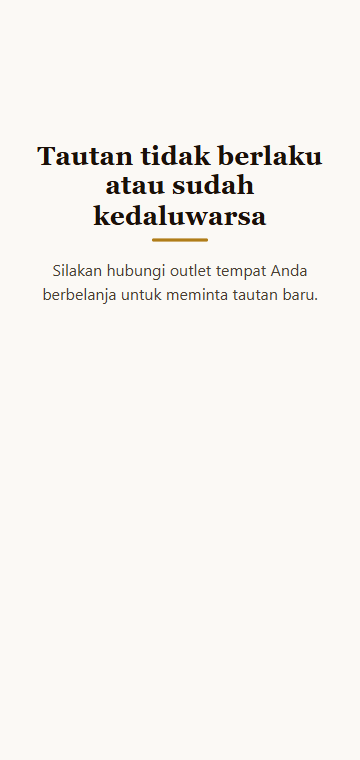 Tautan tidak berlaku
atau sudah
kedaluwarsa
Silakan hubungi outlet tempat Anda
berbelanja untuk meminta tautan baru.